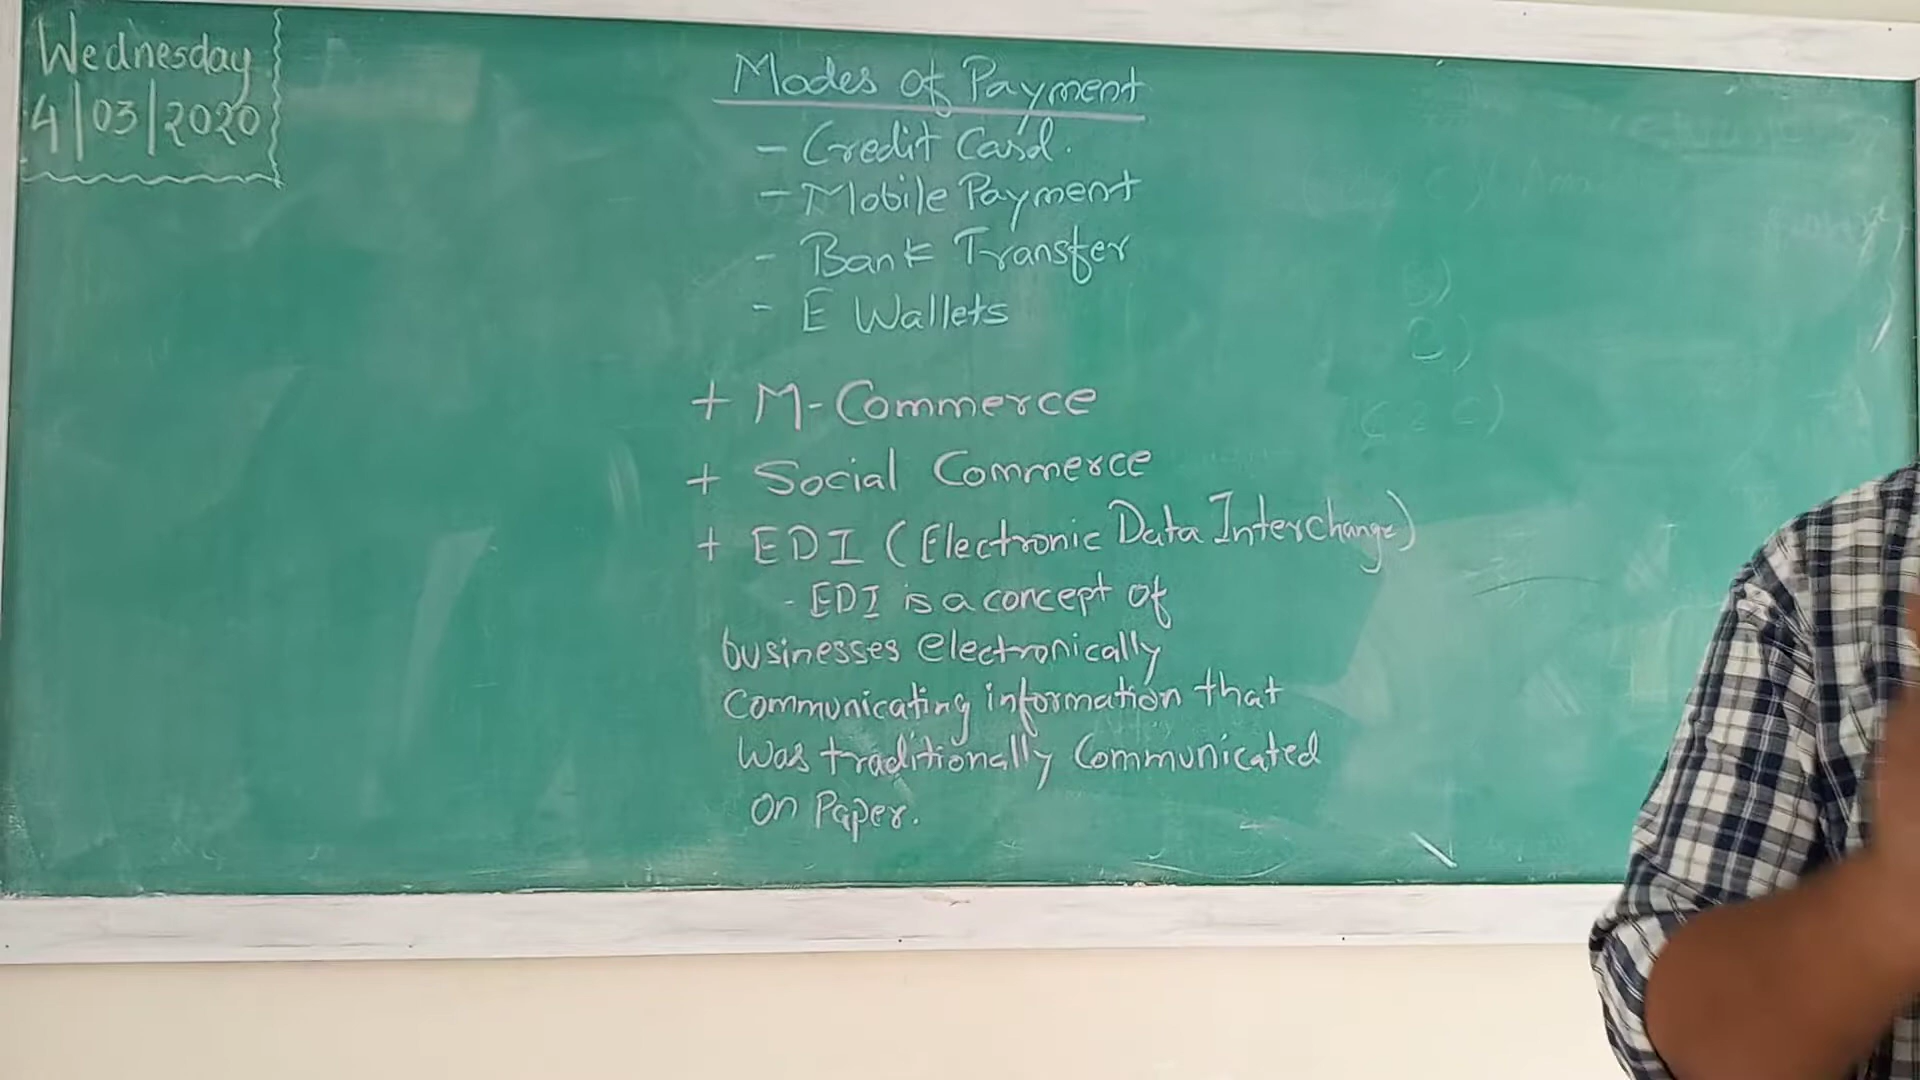 Wednesday
4/03/2020
Modes of Payment
- Credit Card.
- Mobile Payment
- Bank Transfer
- E Wallets
+ M-Commerce
+ Social Commerce
+ EDI (Electronic Data Interchange)
- EDI is a concept of
businesses electronically
communicating information that
was traditionally communicated
on Paper.